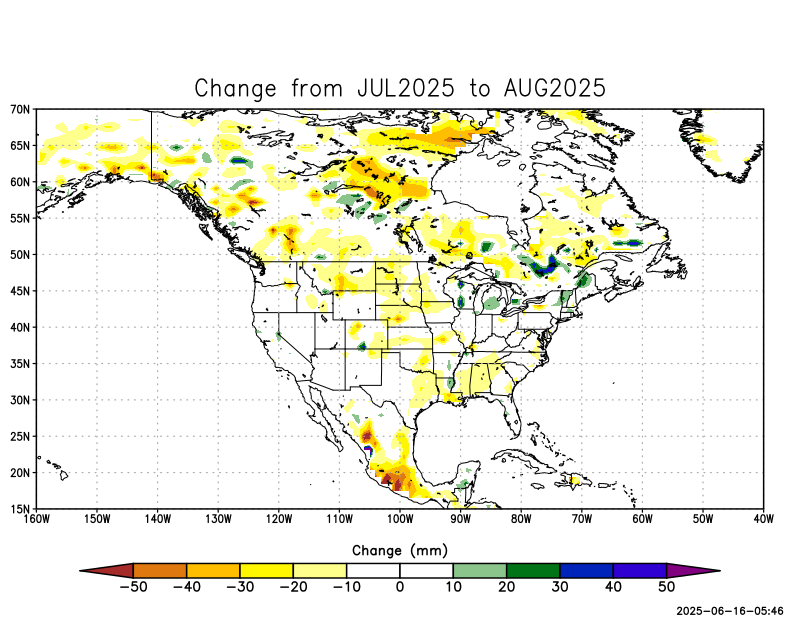 Change from JUL2025 to AUG2025
70N
65N
60N
55N
50N
45N
40N
35N
30N
25N
20N
15N
160W 150W 140W 130W 120W 110W 100W 90W 80W 70W 60W 50W 40W
Change (mm)
−50 −40 −30 −20 −10 0 10 20 30 40 50
2025-06-16-05:46